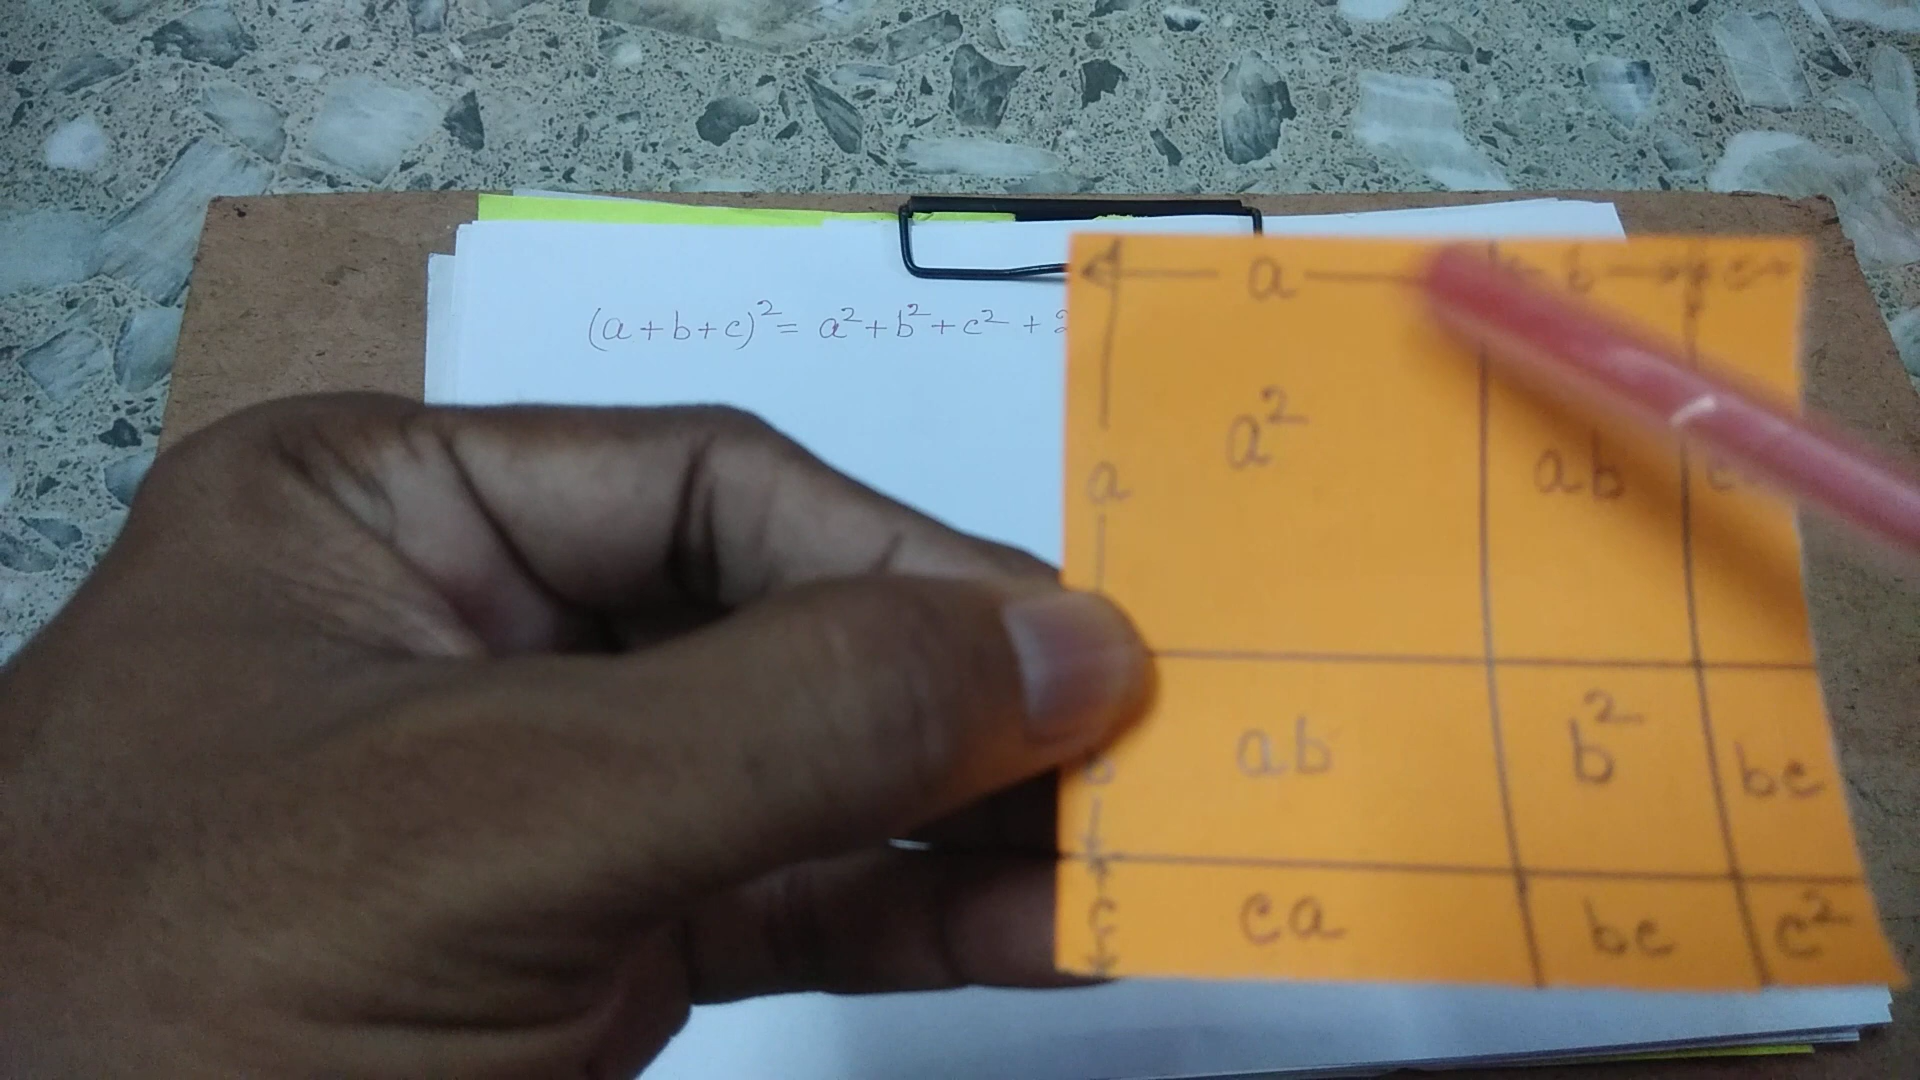 (a+b+c)²= a²+b²+c² +
a b c
a² ab
a
ab b² bc
c ca bc c²